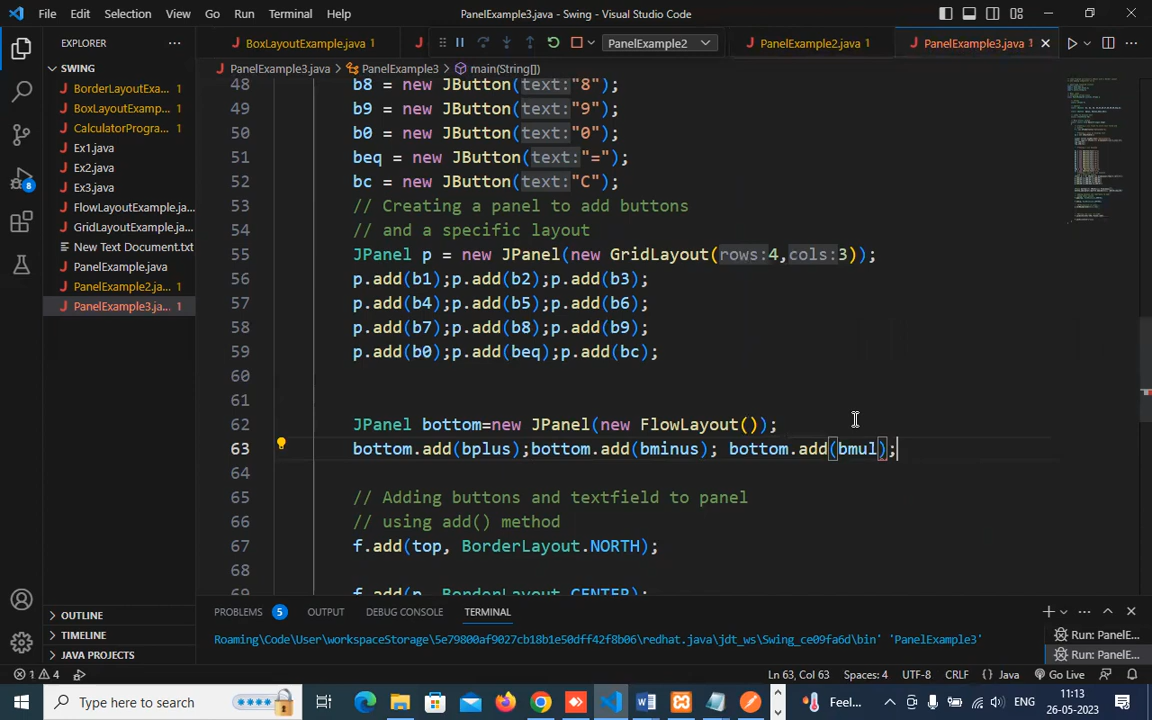 File Edit Selection View Go Run Terminal Help PanelExample3.java - Swing - Visual Studio Code
EXPLORER ... BoxLayoutExample.java 1 PanelExample2 PanelExample2.java 1 PanelExample3.java 1
SWING PanelExample3.java > PanelExample3 > main(String[])
BorderLayoutExa... 1
BoxLayoutExamp... 1
CalculatorProgra... 1
Ex1.java
Ex2.java
Ex3.java
FlowLayoutExample.ja...
GridLayoutExample.ja...
New Text Document.txt
PanelExample.java
PanelExample2.ja... 1
PanelExample3.ja... 1
8
48 b8 = new JButton(text:"8");
49 b9 = new JButton(text:"9");
50 b0 = new JButton(text:"0");
51 beq = new JButton(text:"=");
52 bc = new JButton(text:"C");
53 // Creating a panel to add buttons
54 // and a specific layout
55 JPanel p = new JPanel(new GridLayout(rows:4,cols:3));
56 p.add(b1);p.add(b2);p.add(b3);
57 p.add(b4);p.add(b5);p.add(b6);
58 p.add(b7);p.add(b8);p.add(b9);
59 p.add(b0);p.add(beq);p.add(bc);
60
61
62 JPanel bottom=new JPanel(new FlowLayout());
63 bottom.add(bplus);bottom.add(bminus); bottom.add(bmul);
64
65 // Adding buttons and textfield to panel
66 // using add() method
67 f.add(top, BorderLayout.NORTH);
68
69 f.add(p, BorderLayout.CENTER);
OUTLINE
TIMELINE
JAVA PROJECTS
PROBLEMS 5 OUTPUT DEBUG CONSOLE TERMINAL
Roaming\Code\User\workspaceStorage\5e79800af9027cb18b1e50dff42f8b06\redhat.java\jdt_ws\Swing_ce09fa6d\bin' 'PanelExample3'
Run: PanelE...
Run: PanelE...
1 4 Ln 63, Col 63 Spaces: 4 UTF-8 CRLF {} Java Go Live
Type here to search Feel... ENG 11:13
26-05-2023